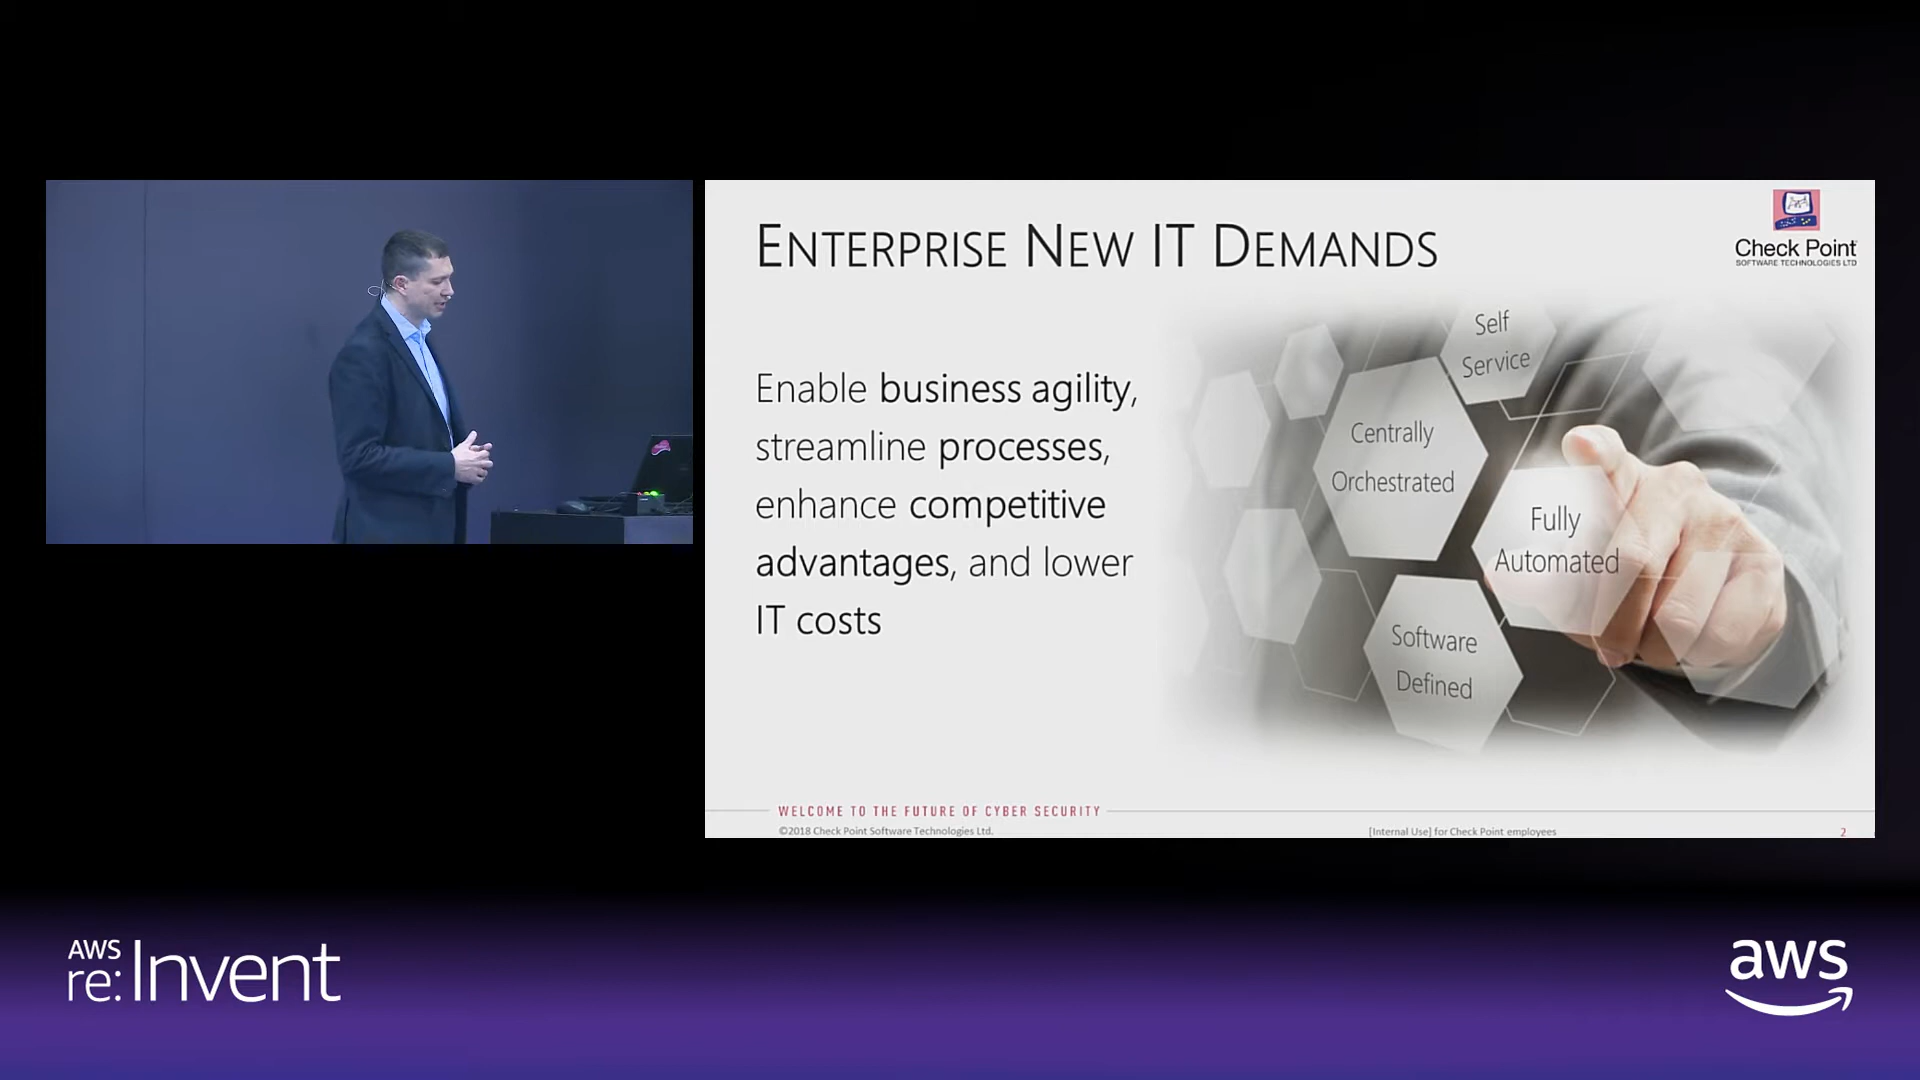 ENTERPRISE NEW IT DEMANDS
Check Point
SOFTWARE TECHNOLOGIES LTD
Enable business agility,
streamline processes,
enhance competitive
advantages, and lower
IT costs
Self
Service
Centrally
Orchestrated
Fully
Automated
Software
Defined
WELCOME TO THE FUTURE OF CYBER SECURITY
©2018 Check Point Software Technologies Ltd.
[Internal Use] for Check Point employees
2
AWS
re:Invent
aws